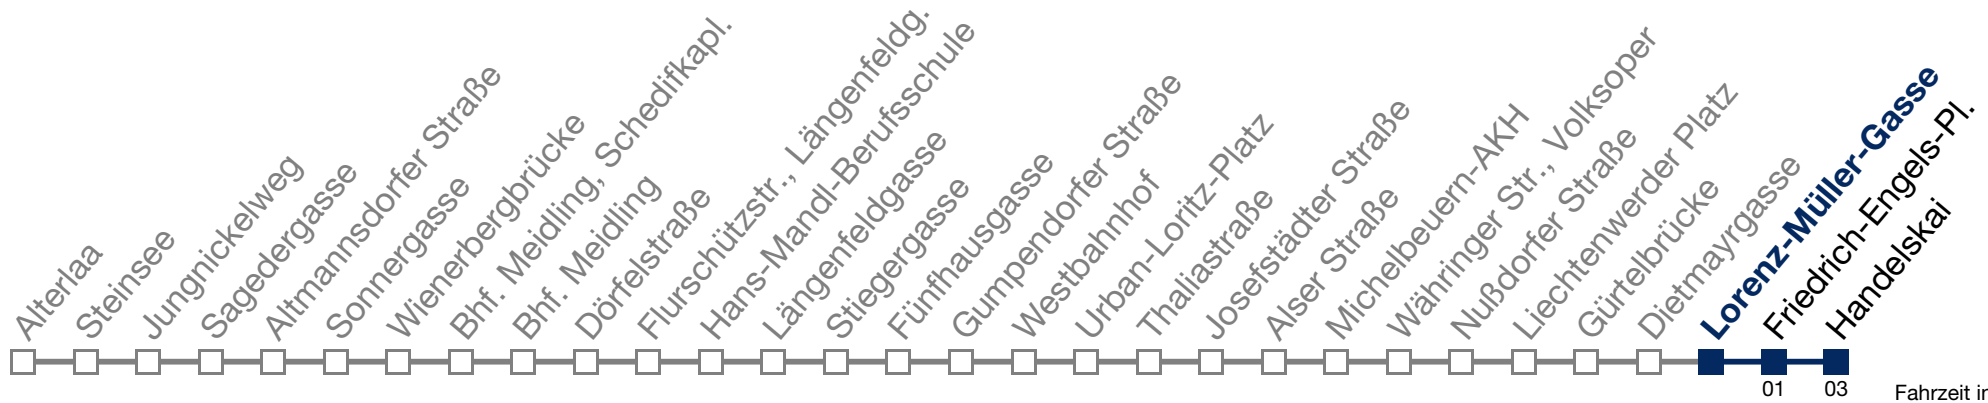 Alterlaa
Steinsee
Jungnickelweg
Sagedergasse
Altmannsdorfer Straße
Sonnergasse
Wienerbergbrücke
Bhf. Meidling, Schedifkapl.
Bhf. Meidling
Dörfelstraße
Flurschützstr., Längenfeldg.
Hans-Mandl-Berufsschule
Längenfeldgasse
Stiegergasse
Fünfhausgasse
Gumpendorfer Straße
Westbahnhof
Urban-Loritz-Platz
Thaliastraße
Josefstädter Straße
Alser Straße
Michelbeuern-AKH
Währinger Str., Volksoper
Nußdorfer Straße
Liechtenwerder Platz
Gürtelbrücke
Dietmayrgasse
Lorenz-Müller-Gasse
Friedrich-Engels-Pl.
Handelskai
01
03
Fahrzeit in